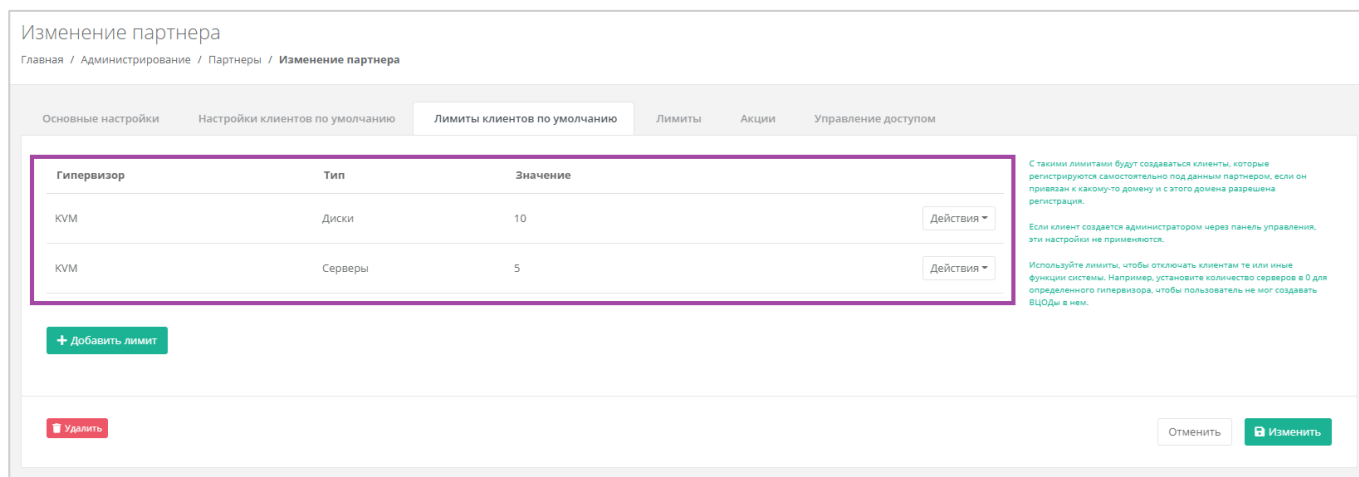 Изменение партнера
Главная / Администрирование / Партнеры / Изменение партнера
Основные настройки Настройки клиентов по умолчанию Лимиты клиентов по умолчанию Лимиты Акции Управление доступом
Гипервизор Тип Значение
KVM Диски 10 Действия
KVM Серверы 5 Действия
+ Добавить лимит
С такими лимитами будут создаваться клиенты, которые
регистрируются самостоятельно под данным партнером, если он
привязан к какому-то домену и с этого домена разрешена
регистрация.
Если клиент создается администратором через панель управления,
эти настройки не применяются.
Используйте лимиты, чтобы отключать клиентам те или иные
функции системы. Например, установите количество серверов в 0 для
определенного гипервизора, чтобы пользователь не мог создавать
ВЦОДы в нем.
Удалить
Отменить Изменить